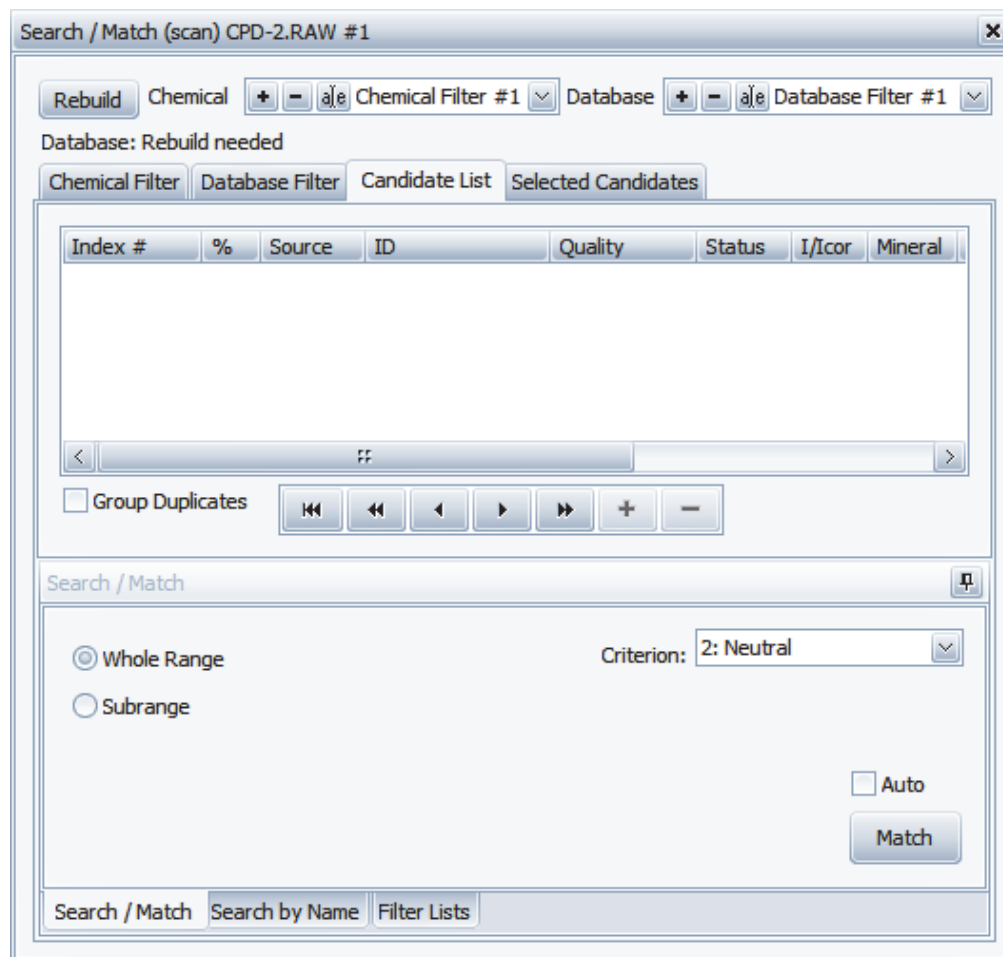 Search / Match (scan) CPD-2.RAW #1
Rebuild Chemical a|e Chemical Filter #1 Database a|e Database Filter #1
Database: Rebuild needed
Chemical Filter Database Filter Candidate List Selected Candidates
Index # % Source ID Quality Status I/Icor Mineral
Group Duplicates
Search / Match
Whole Range Criterion: 2: Neutral
Subrange
Auto
Match
Search / Match Search by Name Filter Lists